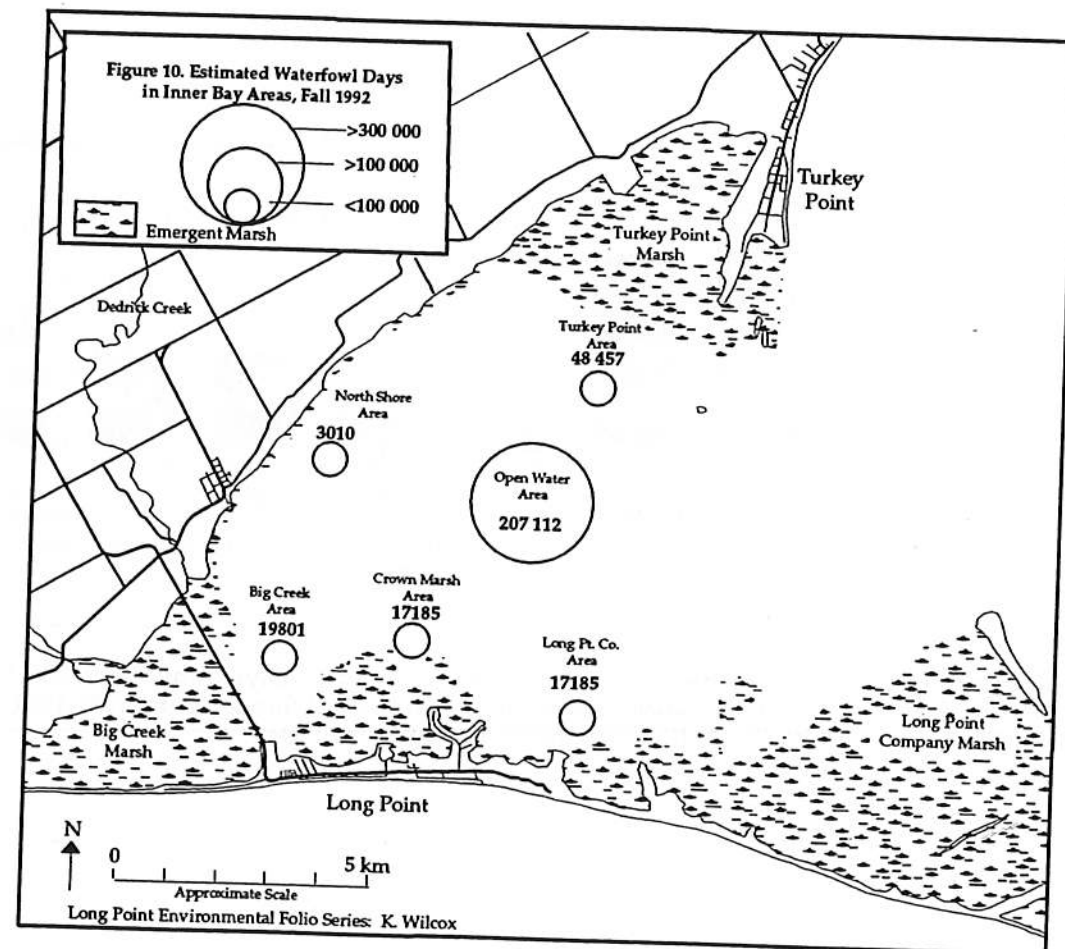 Figure 10. Estimated Waterfowl Days
in Inner Bay Areas, Fall 1992
>300 000
>100 000
<100 000
Emergent Marsh
Turkey
Point
Turkey Point
Marsh
Dedrick Creek
Turkey Point
Area
48 457
North Shore
Area
3010
Open Water
Area
207 112
Big Creek
Area
19801
Crown Marsh
Area
17185
Long Pt. Co.
Area
17185
Big Creek
Marsh
Long Point
Company Marsh
Long Point
N
0
5 km
Approximate Scale
Long Point Environmental Folio Series: K. Wilcox